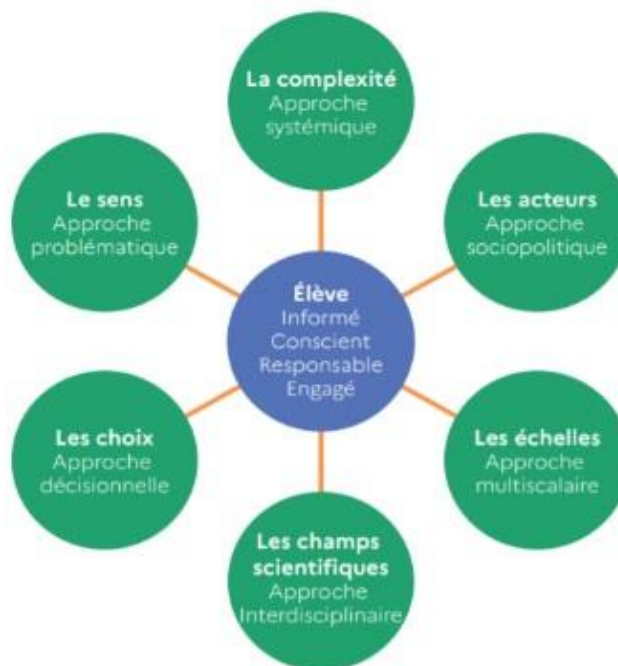 La complexité
Approche
systémique
Le sens
Approche
problématique
Les acteurs
Approche
sociopolitique
Élève
Informé
Conscient
Responsable
Engagé
Les choix
Approche
décisionnelle
Les échelles
Approche
multiscalaire
Les champs
scientifiques
Approche
Interdisciplinaire